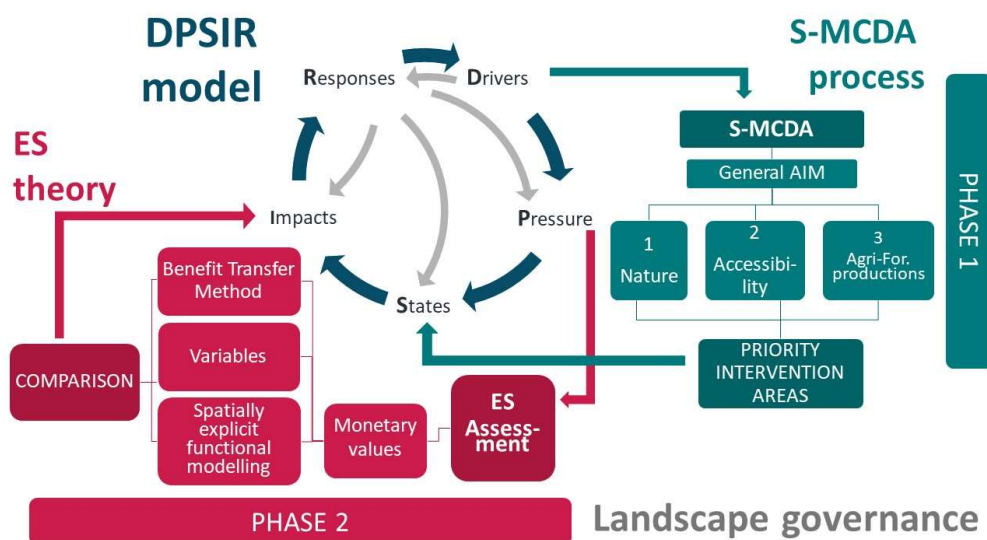 DPSIR
model
S-MCDA
process
ES
theory
Responses
Drivers
Impacts
Pressure
States
S-MCDA
General AIM
1
Nature
2
Accessibi-
lity
3
Agri-For.
productions
PRIORITY
INTERVENTION
AREAS
PHASE 1
Benefit Transfer
Method
Variables
Spatially
explicit
functional
modelling
COMPARISON
Monetary
values
ES
Assess-
ment
PHASE 2
Landscape governance